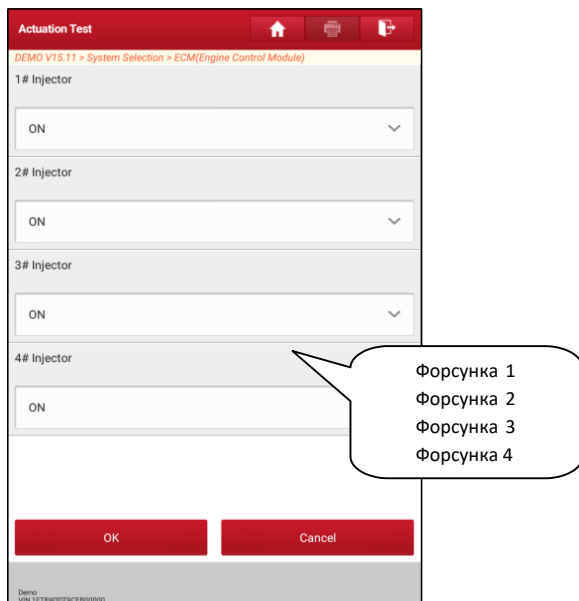 Actuation Test
DEMO V15.11 > System Selection > ECM(Engine Control Module)
1# Injector
ON
2# Injector
ON
3# Injector
ON
4# Injector
ON
Форсунка 1
Форсунка 2
Форсунка 3
Форсунка 4
OK
Cancel
Demo
VIN